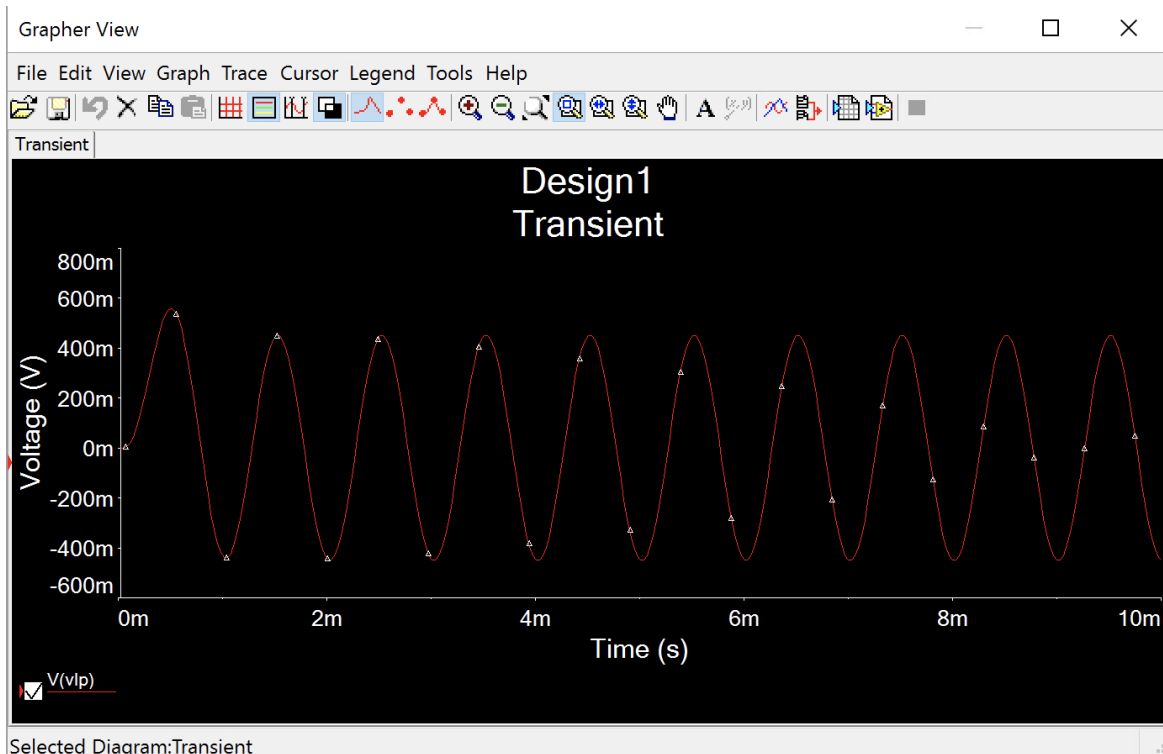 Grapher View
File Edit View Graph Trace Cursor Legend Tools Help
A (x,y)
Transient
Design1
Transient
800m
600m
400m
200m
0m
-200m
-400m
-600m
Voltage (V)
0m 2m 4m 6m 8m 10m
Time (s)
V(vlp)
Selected Diagram:Transient